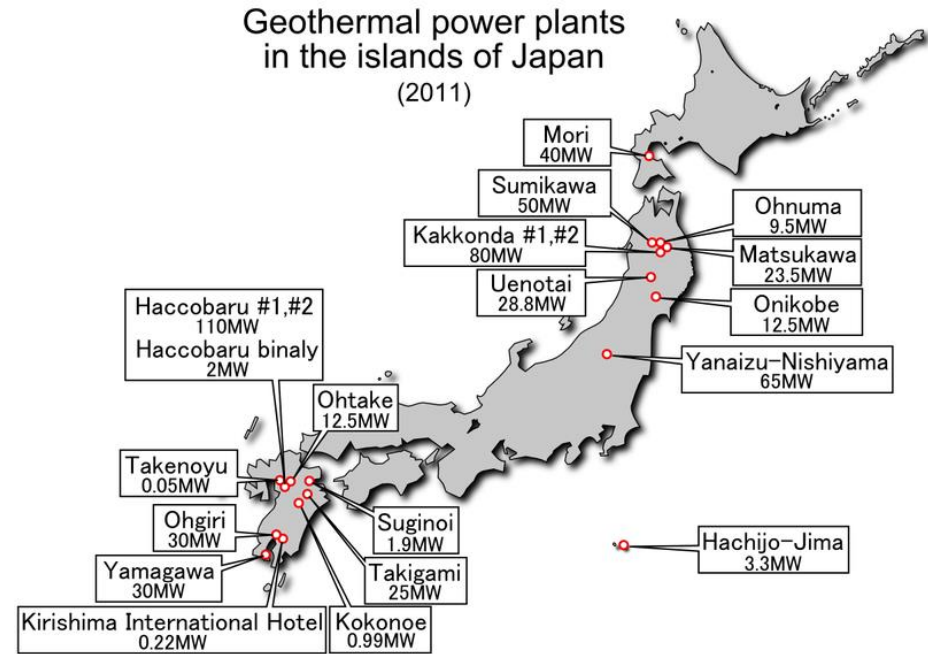 Geothermal power plants
in the islands of Japan
(2011)
Mori
40MW
Sumikawa
50MW
Ohnuma
9.5MW
Kakkonda #1,#2
80MW
Matsukawa
23.5MW
Uenotai
28.8MW
Onikobe
12.5MW
Haccobaru #1,#2
110MW
Haccobaru binaly
2MW
Yanaizu-Nishiyama
65MW
Ohtake
12.5MW
Takenoyu
0.05MW
Ohgiri
30MW
Suginoi
1.9MW
Hachijo-Jima
3.3MW
Yamagawa
30MW
Takigami
25MW
Kirishima International Hotel
0.22MW
Kokonoe
0.99MW